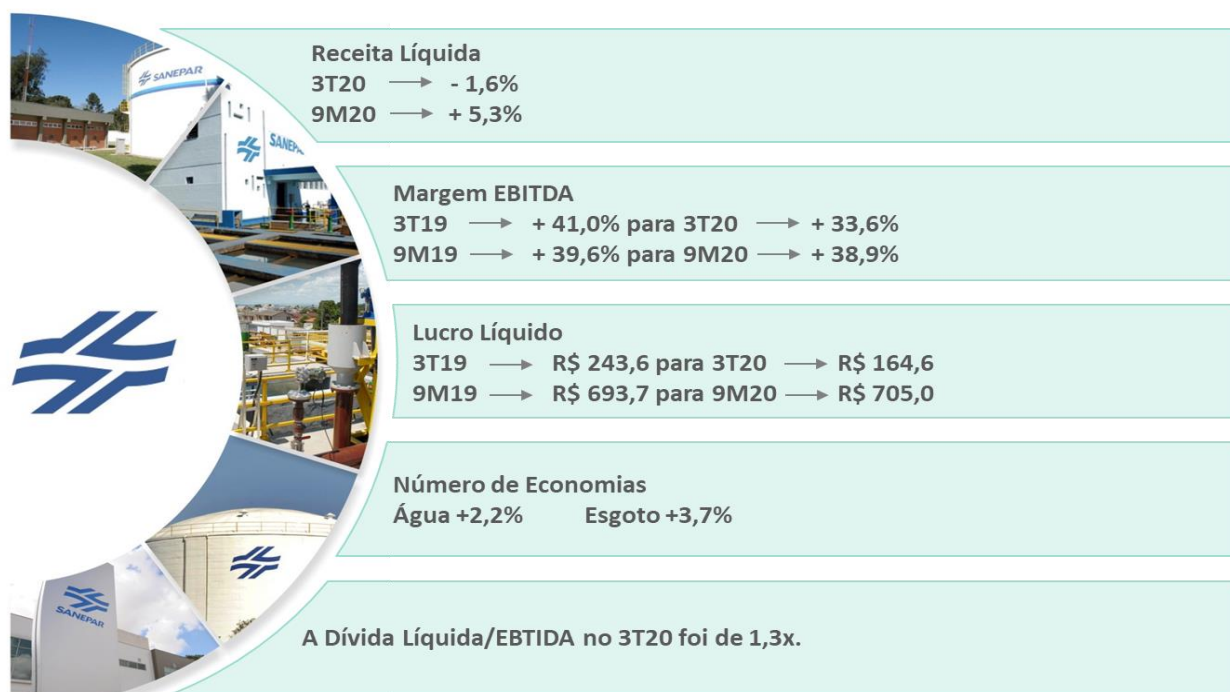 SANEPAR
SANEPAR
Receita Líquida
3T20 → - 1,6%
9M20 → + 5,3%
Margem EBITDA
3T19 → + 41,0% para 3T20 → + 33,6%
9M19 → + 39,6% para 9M20 → + 38,9%
Lucro Líquido
3T19 → R$ 243,6 para 3T20 → R$ 164,6
9M19 → R$ 693,7 para 9M20 → R$ 705,0
Número de Economias
Água +2,2% Esgoto +3,7%
SANEPAR
A Dívida Líquida/EBTIDA no 3T20 foi de 1,3x.